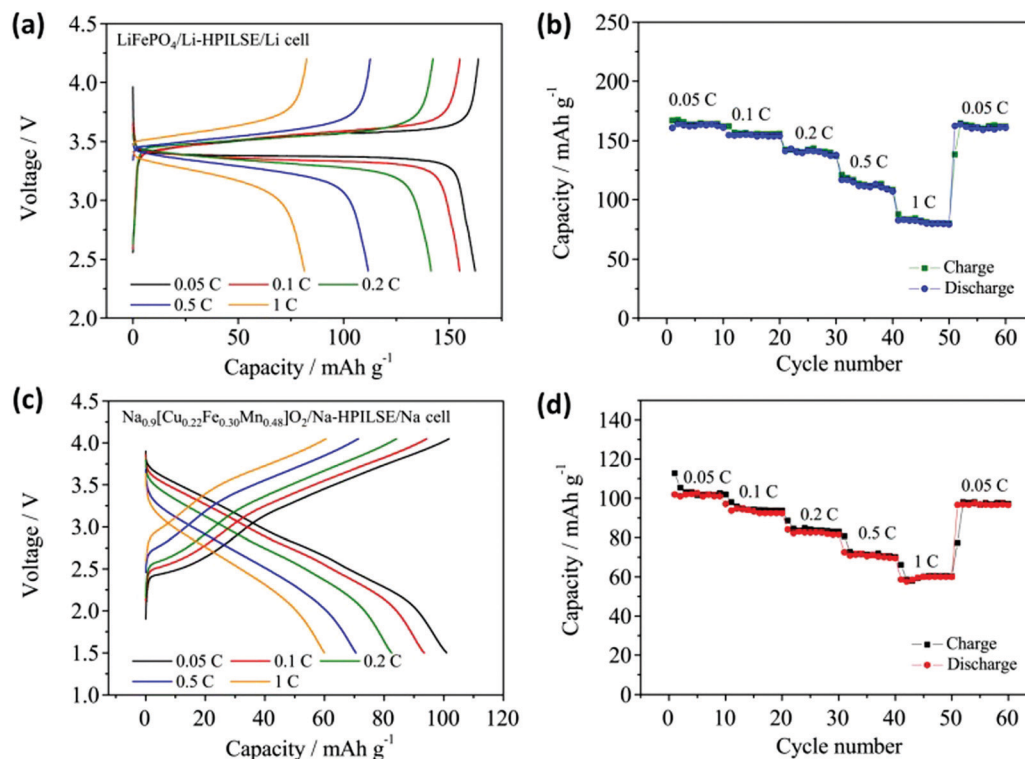 (a)
LiFePO₄/Li-HPILSE/Li cell
4.5
4.0
3.5
3.0
2.5
2.0
Voltage / V
0.05 C 0.1 C 0.2 C
0.5 C 1 C
0 50 100 150
Capacity / mAh g⁻¹
(b)
250
200
150
100
50
0
Capacity / mAh g⁻¹
0.05 C
0.1 C
0.2 C
0.5 C
1 C
0.05 C
Charge
Discharge
0 10 20 30 40 50 60
Cycle number
(c)
Na₀.₉[Cu₀.₂₂Fe₀.₃₀Mn₀.₄₈]O₂/Na-HPILSE/Na cell
4.5
4.0
3.5
3.0
2.5
2.0
1.5
1.0
Voltage / V
0.05 C 0.1 C 0.2 C
0.5 C 1 C
0 20 40 60 80 100 120
Capacity / mAh g⁻¹
(d)
140
120
100
80
60
40
20
0
Capacity / mAh g⁻¹
0.05 C
0.1 C
0.2 C
0.5 C
1 C
0.05 C
Charge
Discharge
0 10 20 30 40 50 60
Cycle number